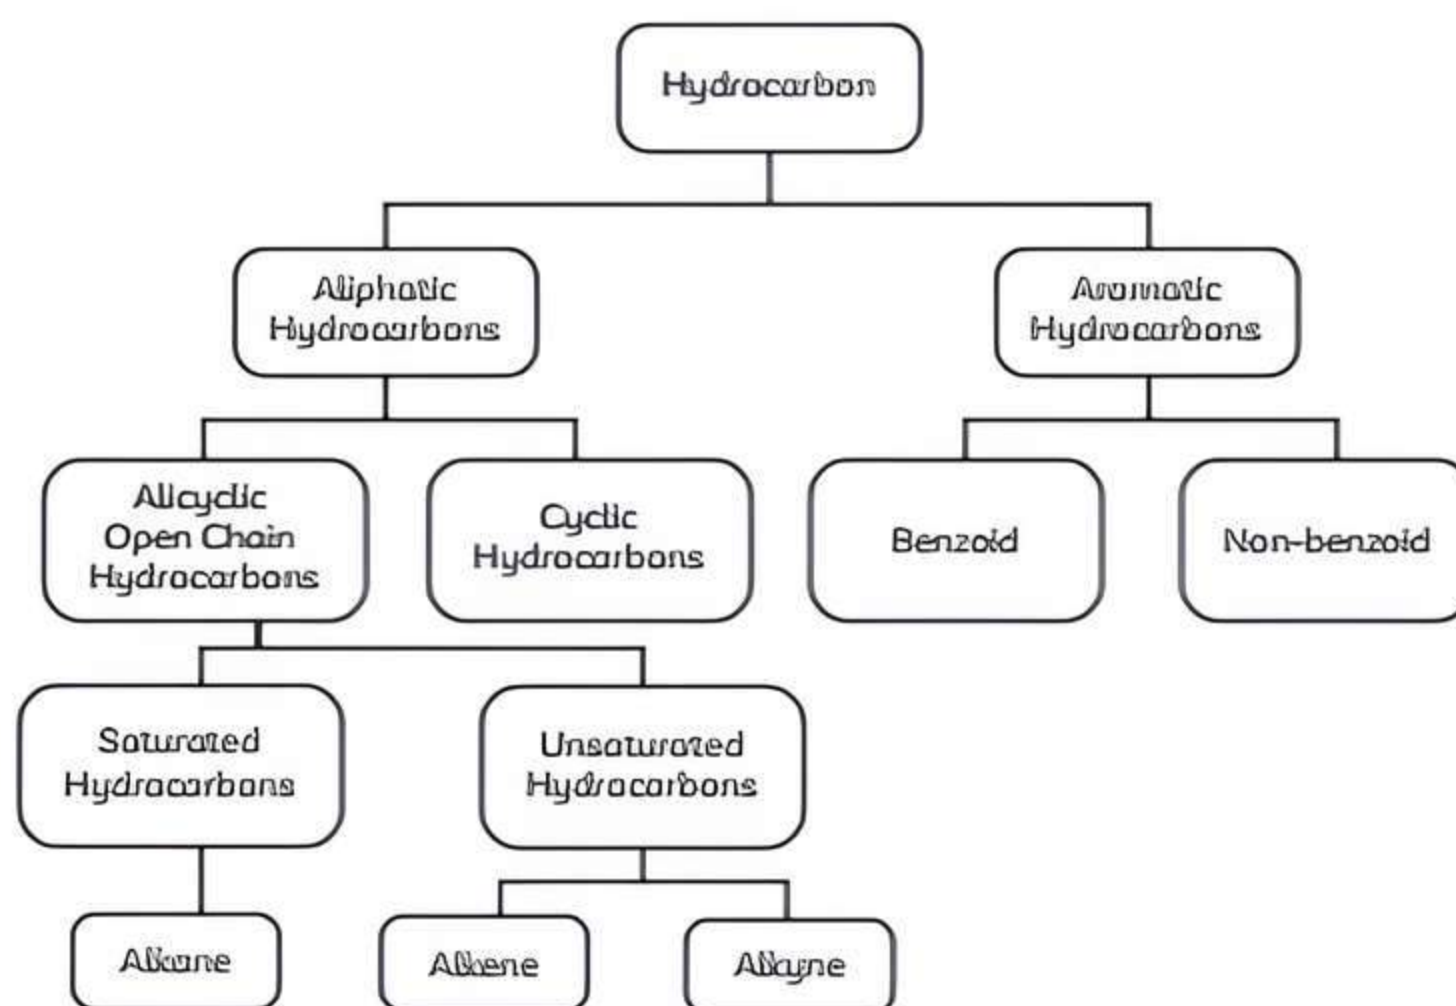 Hydrocarbon
Aliphatic
Hydrocarbons
Aromatic
Hydrocarbons
Alicyclic
Open Chain
Hydrocarbons
Cyclic
Hydrocarbons
Benzoid
Non-benzoid
Saturated
Hydrocarbons
Unsaturated
Hydrocarbons
Alkane
Alkene
Alkyne